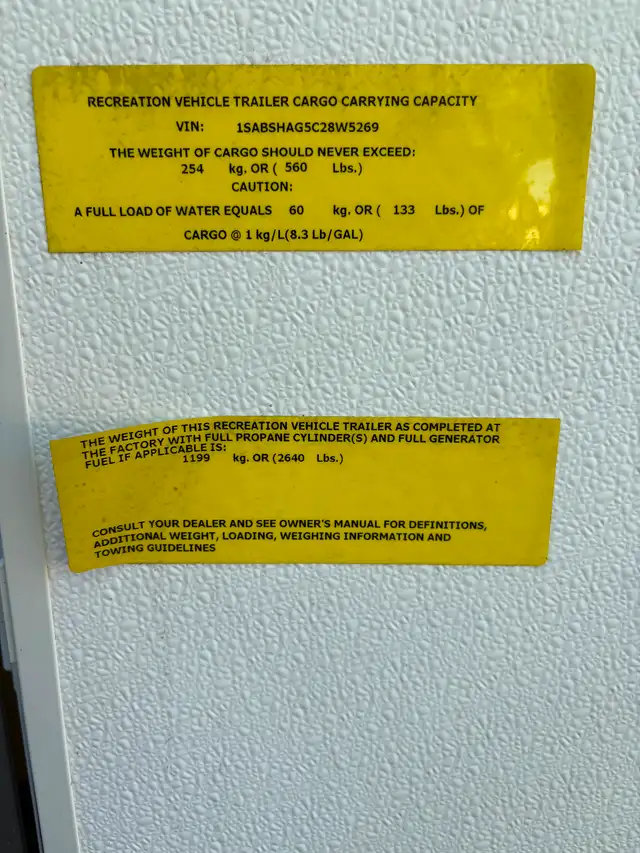 RECREATION VEHICLE TRAILER CARGO CARRYING CAPACITY
VIN: 1SABSHAG5C28W5269
THE WEIGHT OF CARGO SHOULD NEVER EXCEED:
254 kg. OR ( 560 Lbs.)
CAUTION:
A FULL LOAD OF WATER EQUALS 60 kg. OR ( 133 Lbs.) OF
CARGO @ 1 kg/L(8.3 Lb/GAL)
THE WEIGHT OF THIS RECREATION VEHICLE TRAILER AS COMPLETED AT
THE FACTORY WITH FULL PROPANE CYLINDER(S) AND FULL GENERATOR
FUEL IF APPLICABLE IS:
1199 kg. OR (2640 Lbs.)
CONSULT YOUR DEALER AND SEE OWNER'S MANUAL FOR DEFINITIONS,
ADDITIONAL WEIGHT, LOADING, WEIGHING INFORMATION AND
TOWING GUIDELINES